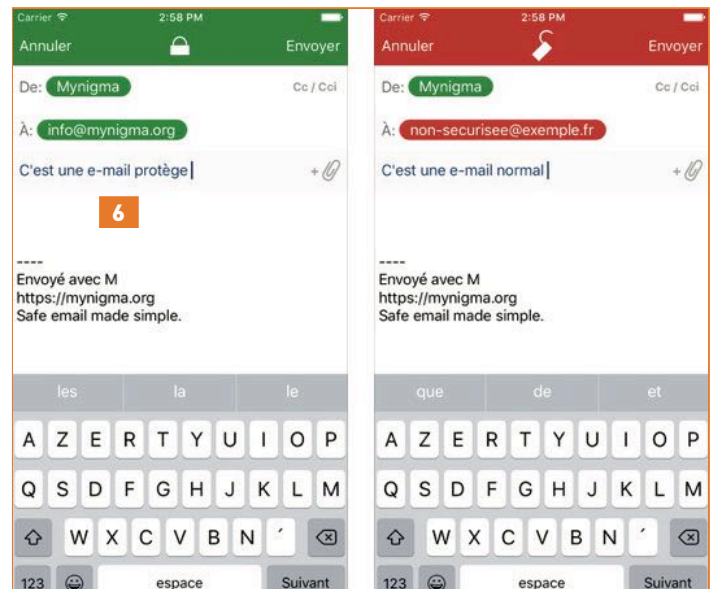 Carrier 2:58 PM
Annuler Envoyer
De: Mynigma Cc / Cci
À: info@mynigma.org
C'est une e-mail protège +
6
----
Envoyé avec M
https://mynigma.org
Safe email made simple.
les la le
A Z E R T Y U I O P
Q S D F G H J K L M
W X C V B N ´
123 espace Suivant
Carrier 2:58 PM
Annuler Envoyer
De: Mynigma Cc / Cci
À: non-securisee@exemple.fr
C'est une e-mail normal +
----
Envoyé avec M
https://mynigma.org
Safe email made simple.
que de et
A Z E R T Y U I O P
Q S D F G H J K L M
W X C V B N ´
123 espace Suivant